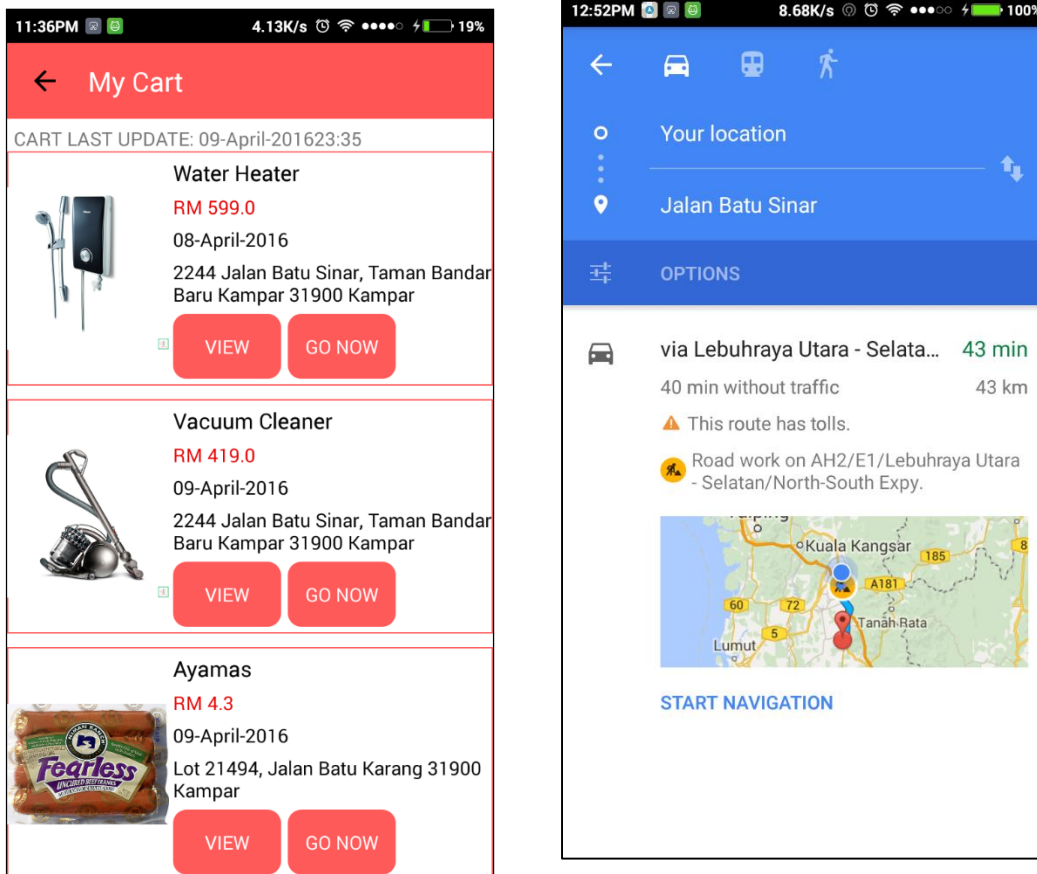 11:36PM
4.13K/s
19%
My Cart
CART LAST UPDATE: 09-April-201623:35
Water Heater
RM 599.0
08-April-2016
2244 Jalan Batu Sinar, Taman Bandar
Baru Kampar 31900 Kampar
VIEW
GO NOW
Vacuum Cleaner
RM 419.0
09-April-2016
2244 Jalan Batu Sinar, Taman Bandar
Baru Kampar 31900 Kampar
VIEW
GO NOW
Ayamas
RM 4.3
09-April-2016
Lot 21494, Jalan Batu Karang 31900
Kampar
Fearless
UNCURED BEEF FRANKS
VIEW
GO NOW
12:52PM
8.68K/s
100%
Your location
Jalan Batu Sinar
OPTIONS
via Lebuhraya Utara - Selata...
43 min
40 min without traffic
43 km
This route has tolls.
Road work on AH2/E1/Lebuhraya Utara
- Selatan/North-South Expy.
Kuala Kangsar
185
8
A181
60
72
Tanah Rata
5
Lumut
START NAVIGATION